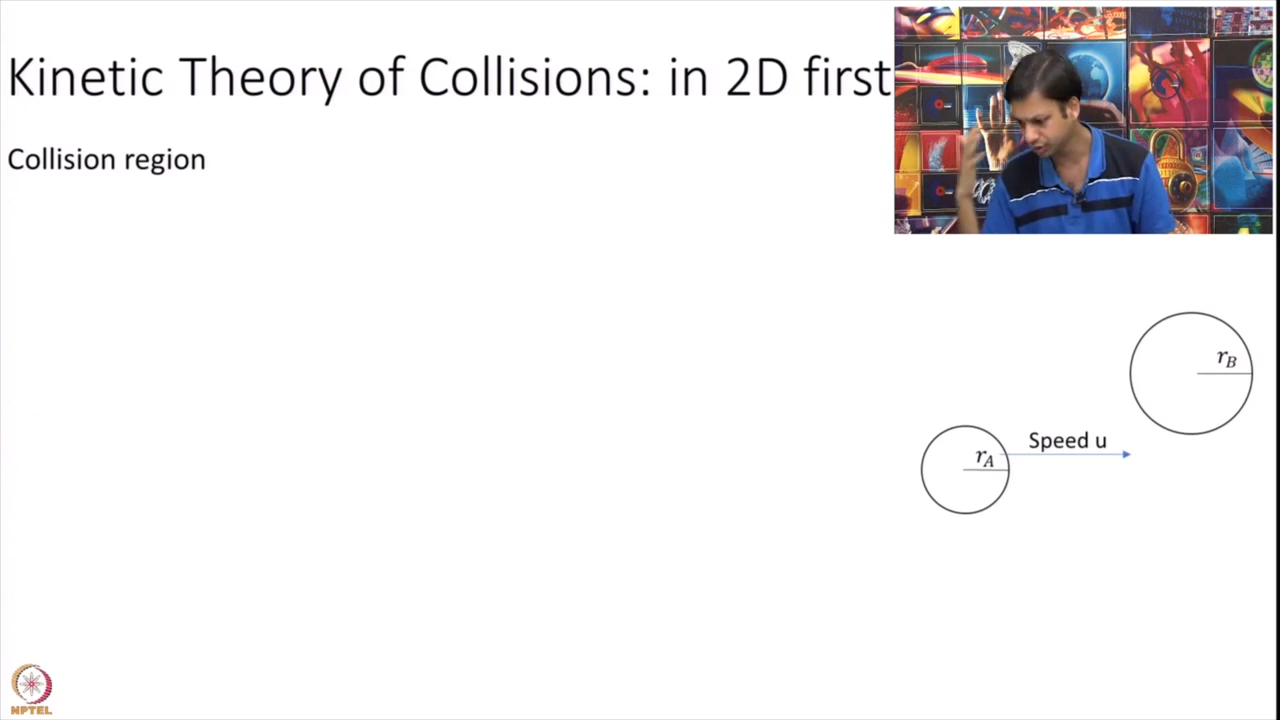 Kinetic Theory of Collisions: in 2D first
Collision region
r_B
Speed u
r_A
NPTEL